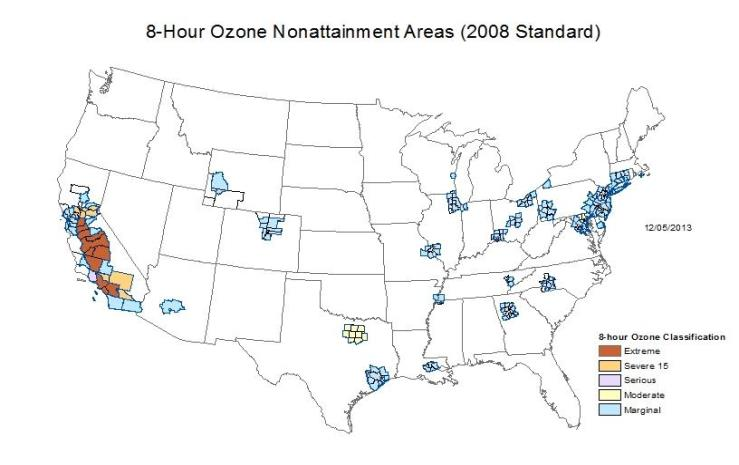 8-Hour Ozone Nonattainment Areas (2008 Standard)
12/05/2013
8-hour Ozone Classification
Extreme
Severe 15
Serious
Moderate
Marginal